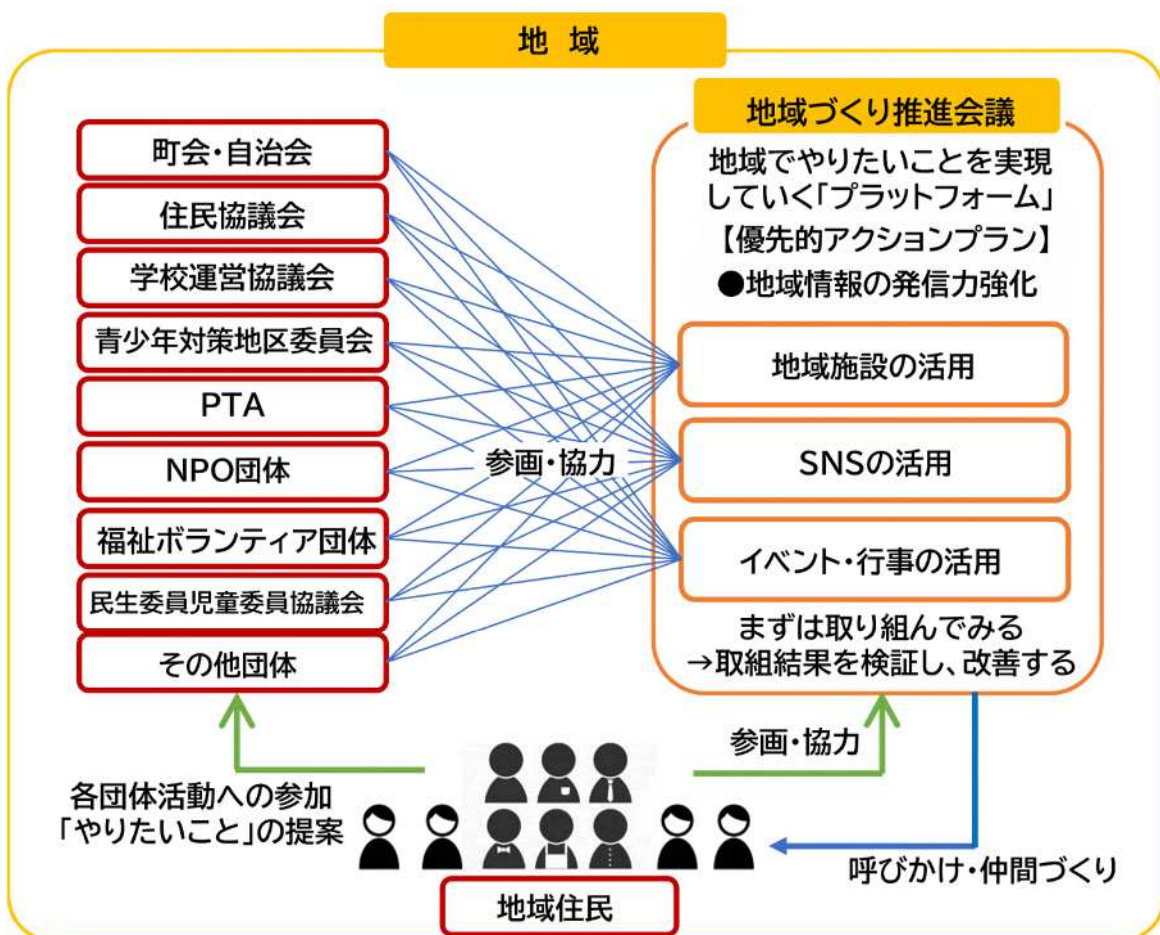 地 域
町会・自治会
住民協議会
学校運営協議会
青少年対策地区委員会
PTA
NPO団体
福祉ボランティア団体
民生委員児童委員協議会
その他団体
参画・協力
地域づくり推進会議
地域でやりたいことを実現
していく「プラットフォーム」
【優先的アクションプラン】
●地域情報の発信力強化
地域施設の活用
SNSの活用
イベント・行事の活用
まずは取り組んでみる
→取組結果を検証し、改善する
各団体活動への参加
「やりたいこと」の提案
参画・協力
呼びかけ・仲間づくり
地域住民